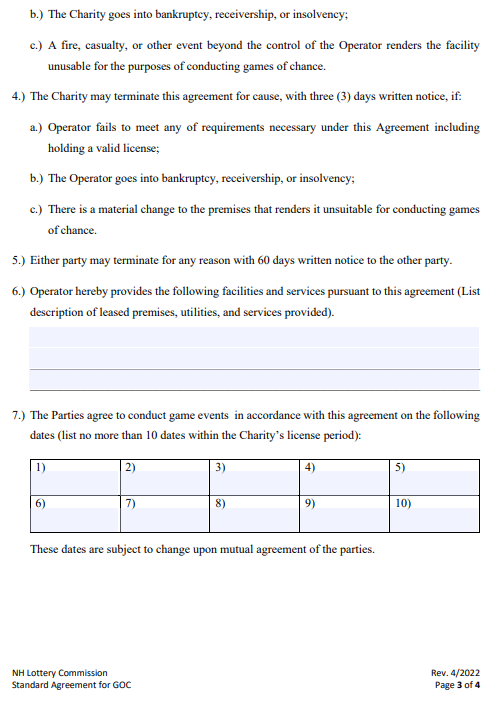 b.) The Charity goes into bankruptcy, receivership, or insolvency;
c.) A fire, casualty, or other event beyond the control of the Operator renders the facility
unusable for the purposes of conducting games of chance.
4.) The Charity may terminate this agreement for cause, with three (3) days written notice, if:
a.) Operator fails to meet any of requirements necessary under this Agreement including
holding a valid license;
b.) The Operator goes into bankruptcy, receivership, or insolvency;
c.) There is a material change to the premises that renders it unsuitable for conducting games
of chance.
5.) Either party may terminate for any reason with 60 days written notice to the other party.
6.) Operator hereby provides the following facilities and services pursuant to this agreement (List
description of leased premises, utilities, and services provided).
7.) The Parties agree to conduct game events in accordance with this agreement on the following
dates (list no more than 10 dates within the Charity's license period):
1) 2) 3) 4) 5)
6) 7) 8) 9) 10)
These dates are subject to change upon mutual agreement of the parties.
NH Lottery Commission Rev. 4/2022
Standard Agreement for GOC Page 3 of 4